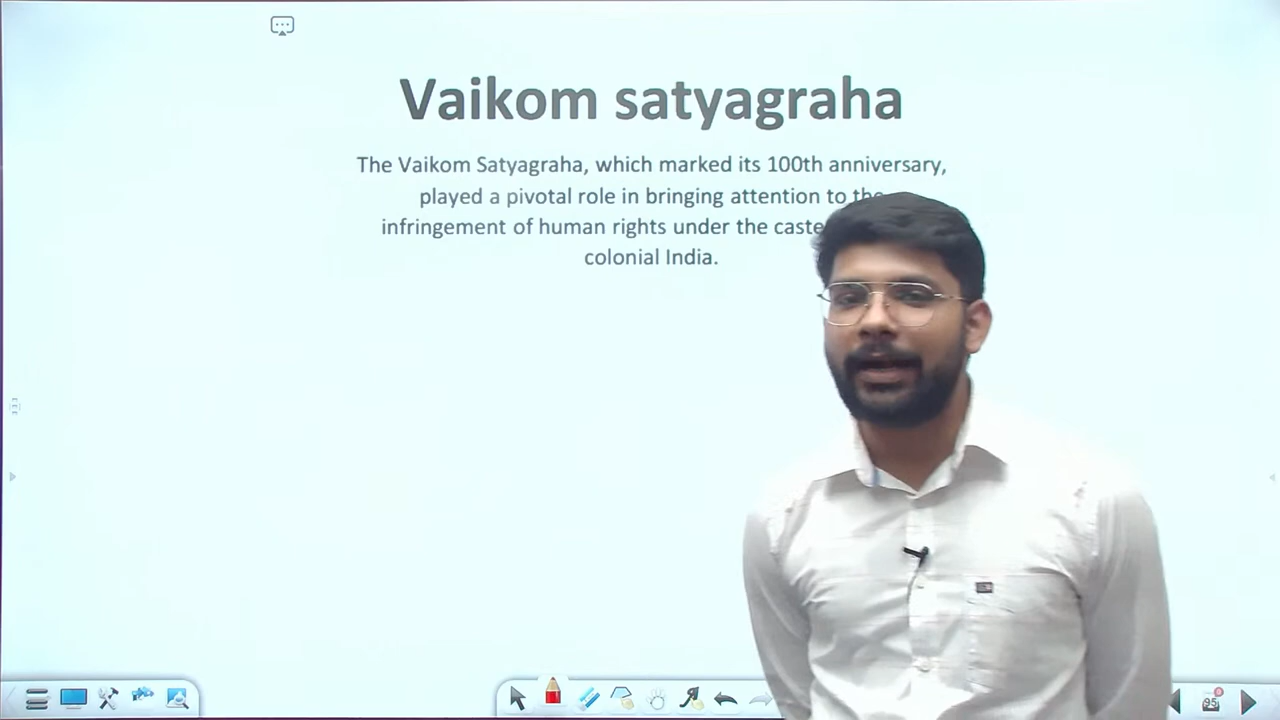 Vaikom satyagraha
The Vaikom Satyagraha, which marked its 100th anniversary,
played a pivotal role in bringing attention to the
infringement of human rights under the caste
colonial India.
95